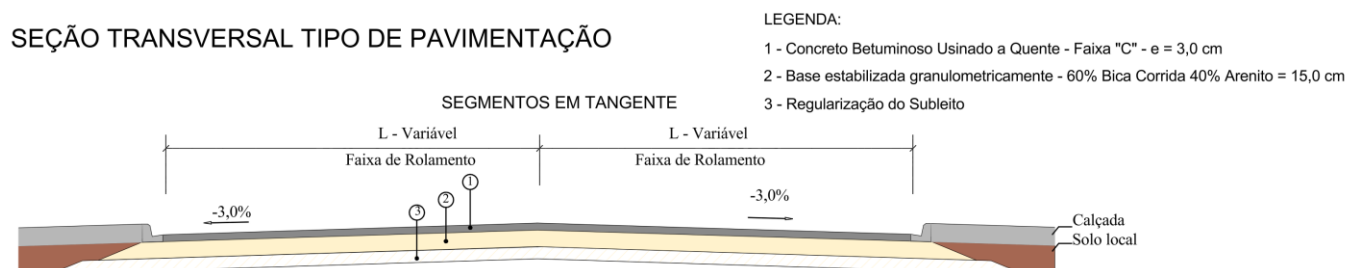 SEÇÃO TRANSVERSAL TIPO DE PAVIMENTAÇÃO
LEGENDA:
1 - Concreto Betuminoso Usinado a Quente - Faixa "C" - e = 3,0 cm
2 - Base estabilizada granulometricamente - 60% Bica Corrida 40% Arenito = 15,0 cm
3 - Regularização do Subleito
SEGMENTOS EM TANGENTE
L - Variável
L - Variável
Faixa de Rolamento
Faixa de Rolamento
1
2
3
-3,0%
-3,0%
Calçada
Solo local